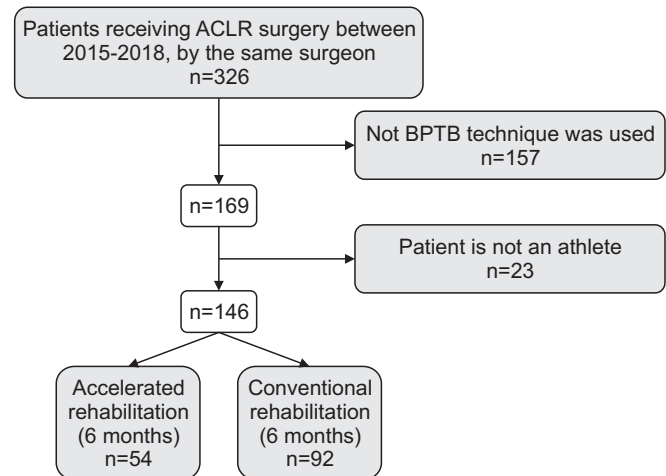 Patients receiving ACLR surgery between
2015-2018, by the same surgeon
n=326
Not BPTB technique was used
n=157
n=169
Patient is not an athlete
n=23
n=146
Accelerated
rehabilitation
(6 months)
n=54
Conventional
rehabilitation
(6 months)
n=92